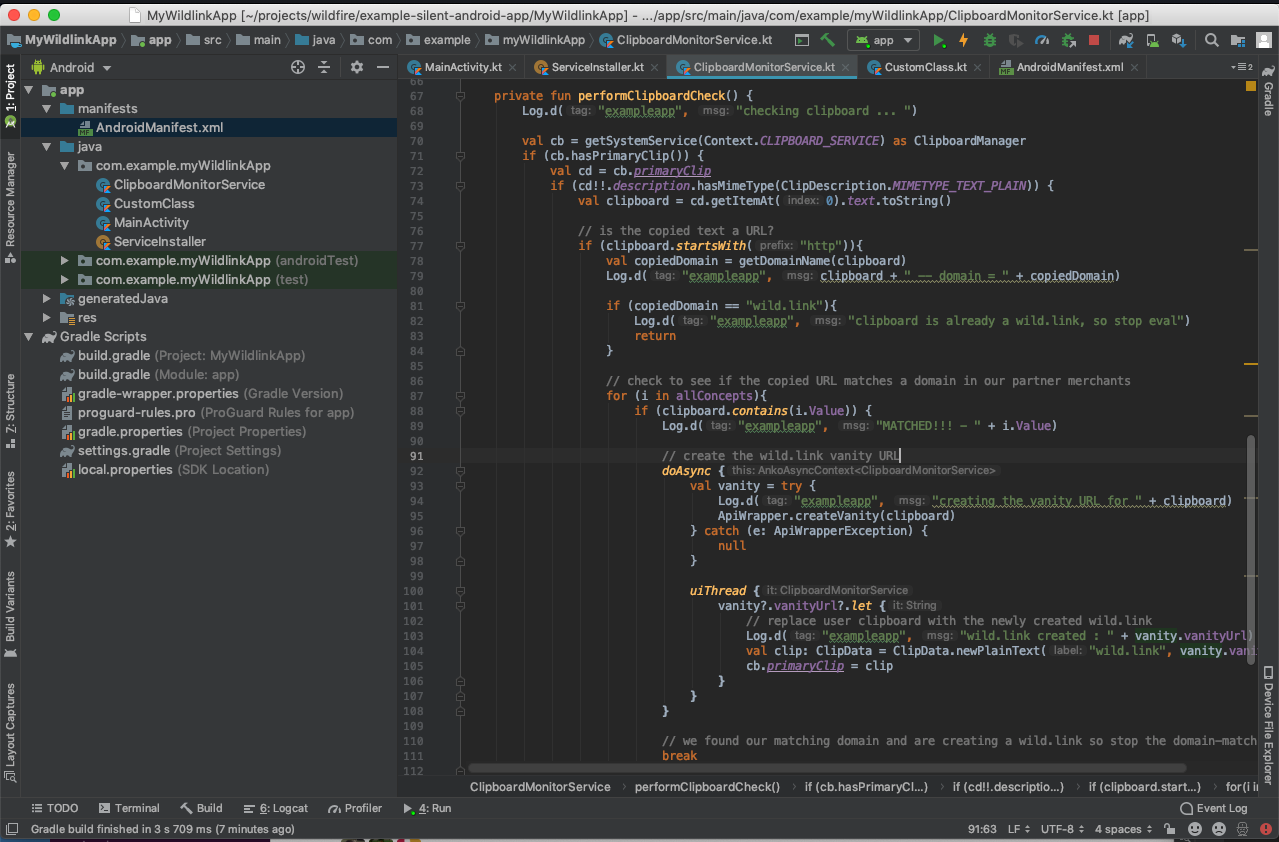 MyWildlinkApp [~/projects/wildfire/example-silent-android-app/MyWildlinkApp] - .../app/src/main/java/com/example/myWildlinkApp/ClipboardMonitorService.kt [app]
MyWildlinkApp app src main java com example myWildlinkApp ClipboardMonitorService.kt app
Android
MainActivity.kt ServiceInstaller.kt ClipboardMonitorService.kt CustomClass.kt AndroidManifest.xml 2
1: Project
Resource Manager
Z: Structure
2: Favorites
Build Variants
Layout Captures
app
manifests
AndroidManifest.xml
java
com.example.myWildlinkApp
ClipboardMonitorService
CustomClass
MainActivity
ServiceInstaller
com.example.myWildlinkApp (androidTest)
com.example.myWildlinkApp (test)
generatedJava
res
Gradle Scripts
build.gradle (Project: MyWildlinkApp)
build.gradle (Module: app)
gradle-wrapper.properties (Gradle Version)
proguard-rules.pro (ProGuard Rules for app)
gradle.properties (Project Properties)
settings.gradle (Project Settings)
local.properties (SDK Location)
66
67 private fun performClipboardCheck() {
68 Log.d( tag: "exampleapp", msg: "checking clipboard ... ")
69
70 val cb = getSystemService(Context.CLIPBOARD_SERVICE) as ClipboardManager
71 if (cb.hasPrimaryClip()) {
72 val cd = cb.primaryClip
73 if (cd!!.description.hasMimeType(ClipDescription.MIMETYPE_TEXT_PLAIN)) {
74 val clipboard = cd.getItemAt( index: 0).text.toString()
75
76 // is the copied text a URL?
77 if (clipboard.startsWith( prefix: "http")){
78 val copiedDomain = getDomainName(clipboard)
79 Log.d( tag: "exampleapp", msg: clipboard + " -- domain = " + copiedDomain)
80
81 if (copiedDomain == "wild.link"){
82 Log.d( tag: "exampleapp", msg: "clipboard is already a wild.link, so stop eval")
83 return
84 }
85
86 // check to see if the copied URL matches a domain in our partner merchants
87 for (i in allConcepts){
88 if (clipboard.contains(i.Value)) {
89 Log.d( tag: "exampleapp", msg: "MATCHED!!! - " + i.Value)
90
91 // create the wild.link vanity URL
92 doAsync { this: AnkoAsyncContext<ClipboardMonitorService>
93 val vanity = try {
94 Log.d( tag: "exampleapp", msg: "creating the vanity URL for " + clipboard)
95 ApiWrapper.createVanity(clipboard)
96 } catch (e: ApiWrapperException) {
97 null
98 }
99
100 uiThread { it: ClipboardMonitorService
101 vanity?.vanityUrl?.let { it: String
102 // replace user clipboard with the newly created wild.link
103 Log.d( tag: "exampleapp", msg: "wild.link created : " + vanity.vanityUrl)
104 val clip: ClipData = ClipData.newPlainText( label: "wild.link", vanity.van
105 cb.primaryClip = clip
106 }
107 }
108 }
109
110 // we found our matching domain and are creating a wild.link so stop the domain-match
111 break
112
Gradle
Device File Explorer
ClipboardMonitorService performClipboardCheck() if (cb.hasPrimaryCl...) if (cd!!.descriptio...) if (clipboard.start...) for(i in
TODO Terminal Build 6: Logcat Profiler 4: Run Event Log
Gradle build finished in 3 s 709 ms (7 minutes ago) 91:63 LF UTF-8 4 spaces